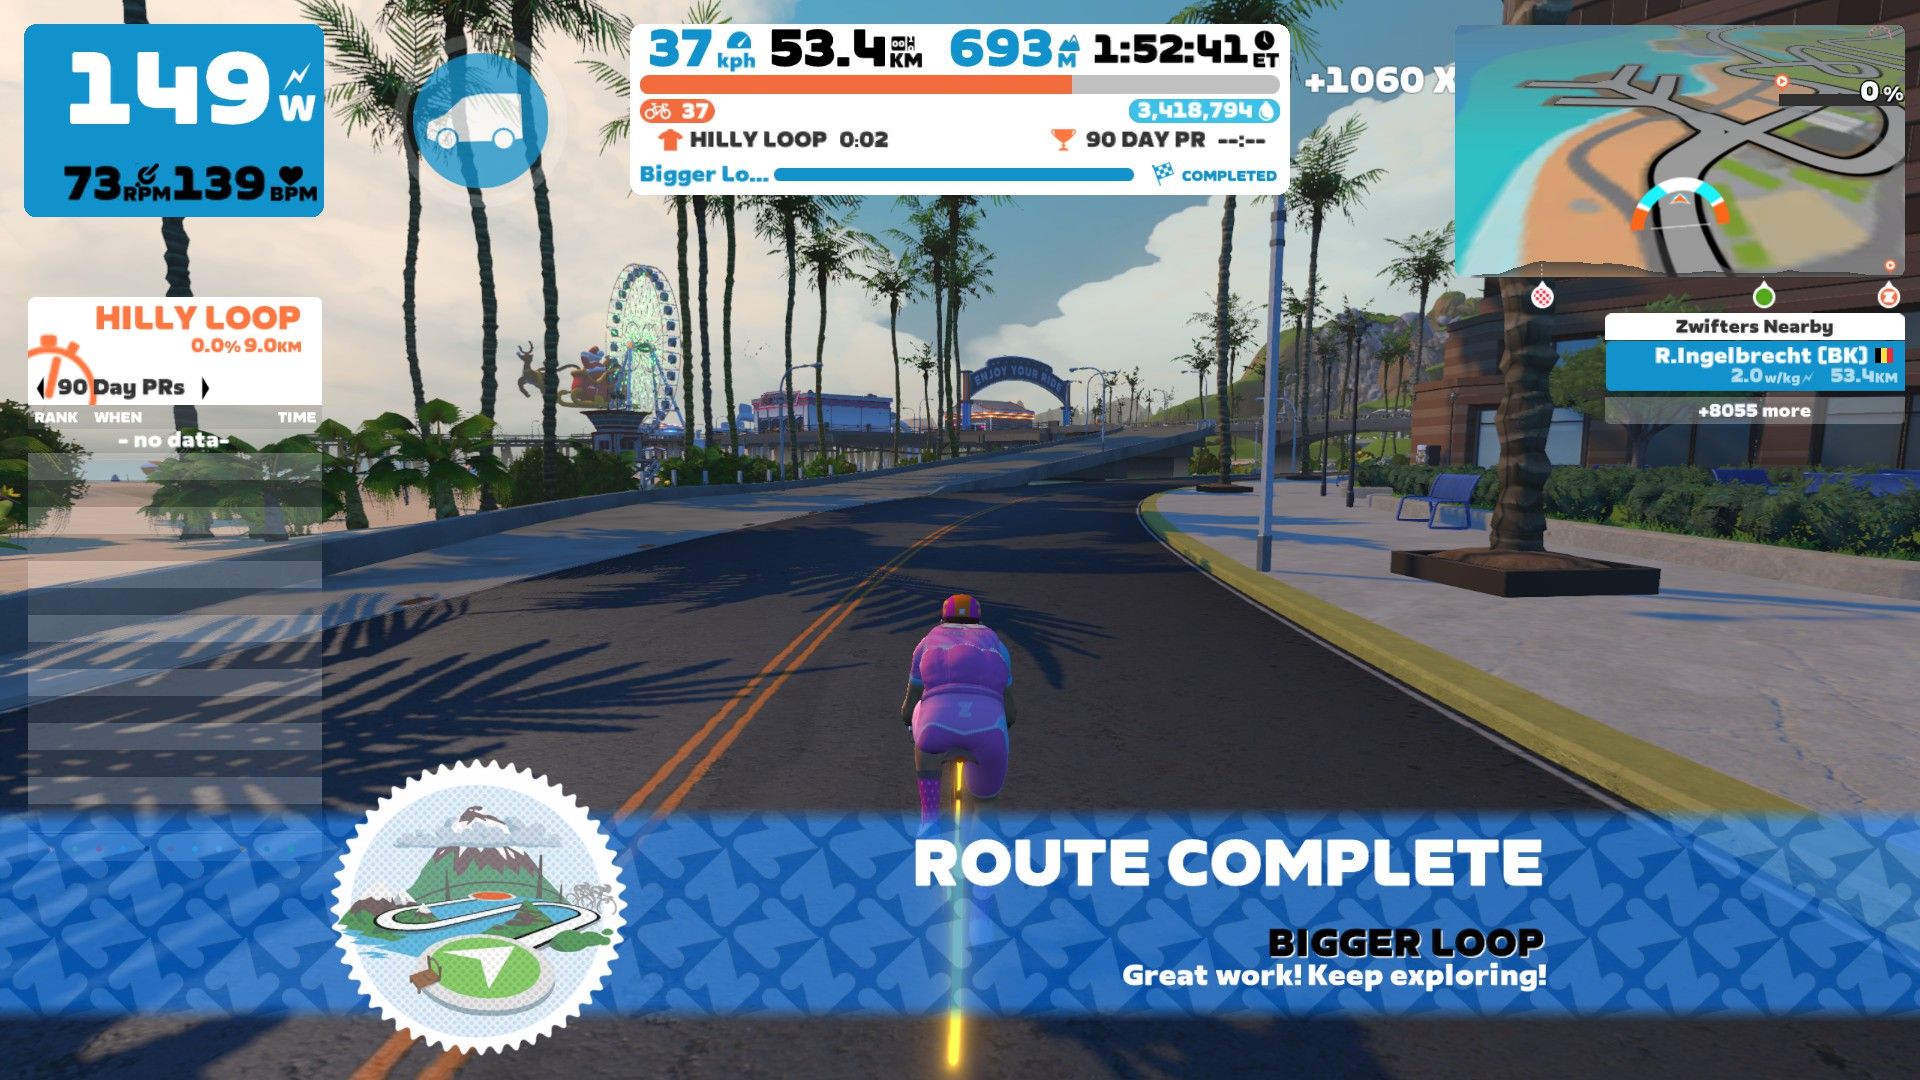 149 W
73 RPM 139 BPM
37 kph 53.4 KM 693 M 1:52:41 ET
37 3,418,794
HILLY LOOP 0:02 90 DAY PR --:--
Bigger Lo... COMPLETED
+1060 X
0%
HILLY LOOP
0.0% 9.0KM
90 Day PRs
RANK WHEN TIME
- no data-
ENJOY YOUR RIDE
Zwifters Nearby
R.Ingelbrecht (BK)
2.0 w/kg 53.4KM
+8055 more
ROUTE COMPLETE
BIGGER LOOP
Great work! Keep exploring!